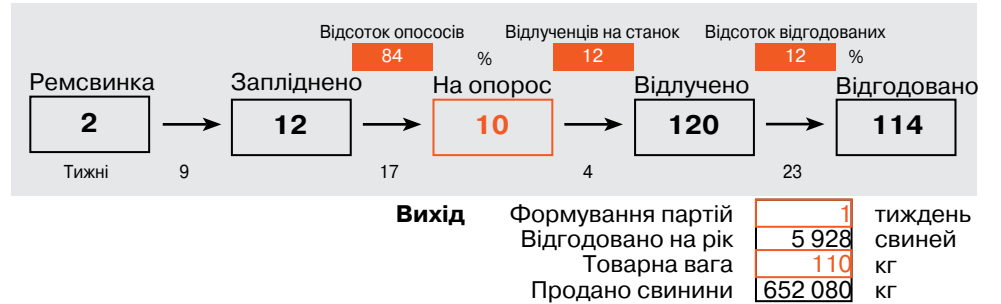 Відсоток опососів Відлученців на станок Відсоток відгодованих
84 % 12 12 %
Ремсвинка Запліднено На опорос Відлучено Відгодовано
2 12 10 120 114
Тижні 9 17 4 23
Вихід Формування партій 1 тиждень
Відгодовано на рік 5 928 свиней
Товарна вага 110 кг
Продано свинини 652 080 кг